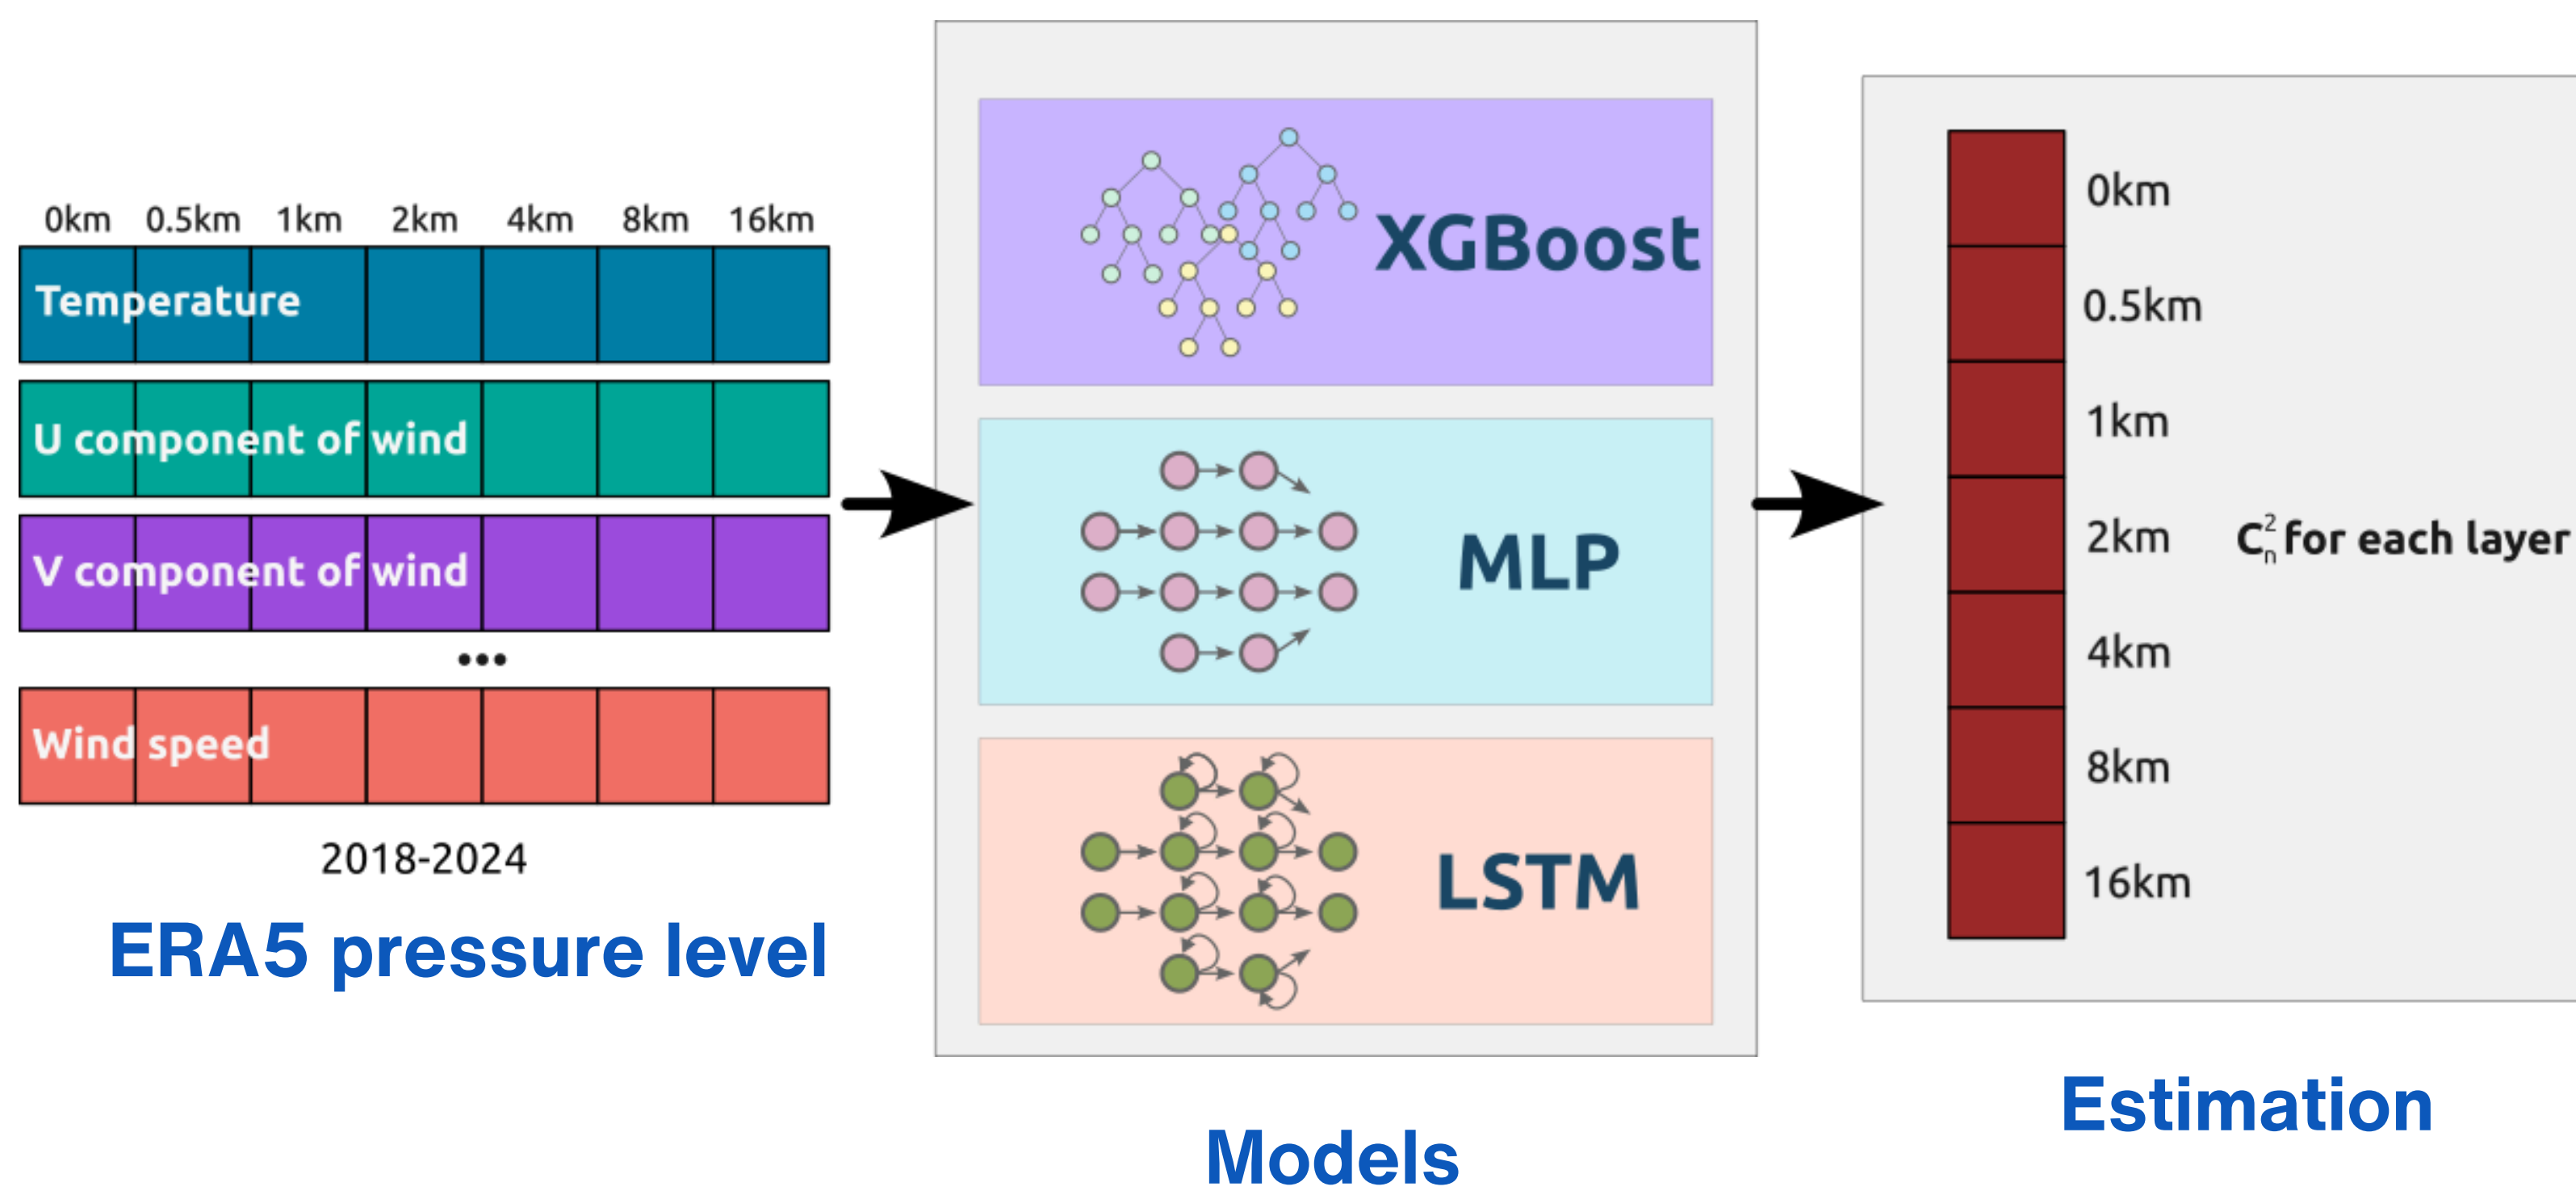 0km 0.5km 1km 2km 4km 8km 16km
Temperature
U component of wind
V component of wind
...
Wind speed
2018-2024
ERA5 pressure level
XGBoost
MLP
LSTM
Models
0km
0.5km
1km
2km
4km
8km
16km
C²ₙ for each layer
Estimation